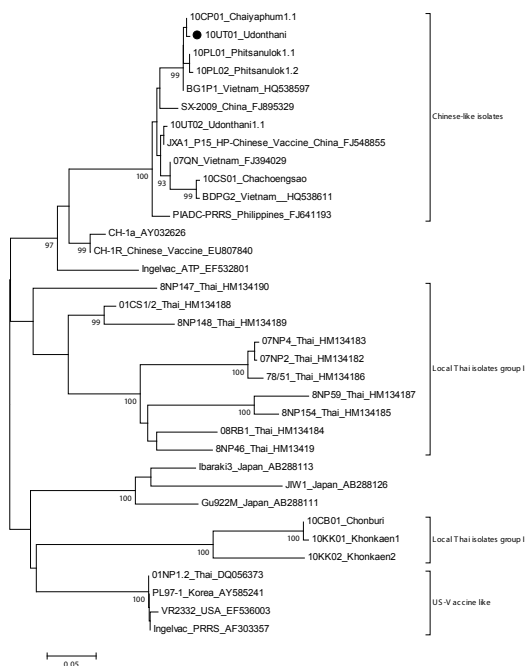 10CP01_Chaiyaphum1.1
10UT01_Udonthani
10PL01_Phitsanulok1.1
10PL02_Phitsanulok1.2
99
BG1P1_Vietnam_HQ538597
SX-2009_China_FJ895329
Chinese-like isolates
10UT02_Udonthani1.1
JXA1_P15_HP-Chinese_Vaccine_China_FJ548855
07QN_Vietnam_FJ394029
100
93
10CS01_Chachoengsao
99
BDPG2_Vietnam__HQ538611
PIADC-PRRS_Philippines_FJ641193
CH-1a_AY032626
97
99
CH-1R_Chinese_Vaccine_EU807840
Ingelvac_ATP_EF532801
8NP147_Thai_HM134190
01CS1/2_Thai_HM134188
99
8NP148_Thai_HM134189
07NP4_Thai_HM134183
07NP2_Thai_HM134182
100
78/51_Thai_HM134186
Local Thai isolates group I
8NP59_Thai_HM134187
100
100
8NP154_Thai_HM134185
08RB1_Thai_HM134184
8NP46_Thai_HM13419
Ibaraki3_Japan_AB288113
JIW1_Japan_AB288126
100
Gu922M_Japan_AB288111
10CB01_Chonburi
100
10KK01_Khonkaen1
Local Thai isolates group I
100
10KK02_Khonkaen2
01NP1.2_Thai_DQ056373
PL97-1_Korea_AY585241
100
VR2332_USA_EF536003
US-Vaccine like
Ingelvac_PRRS_AF303357
0.05